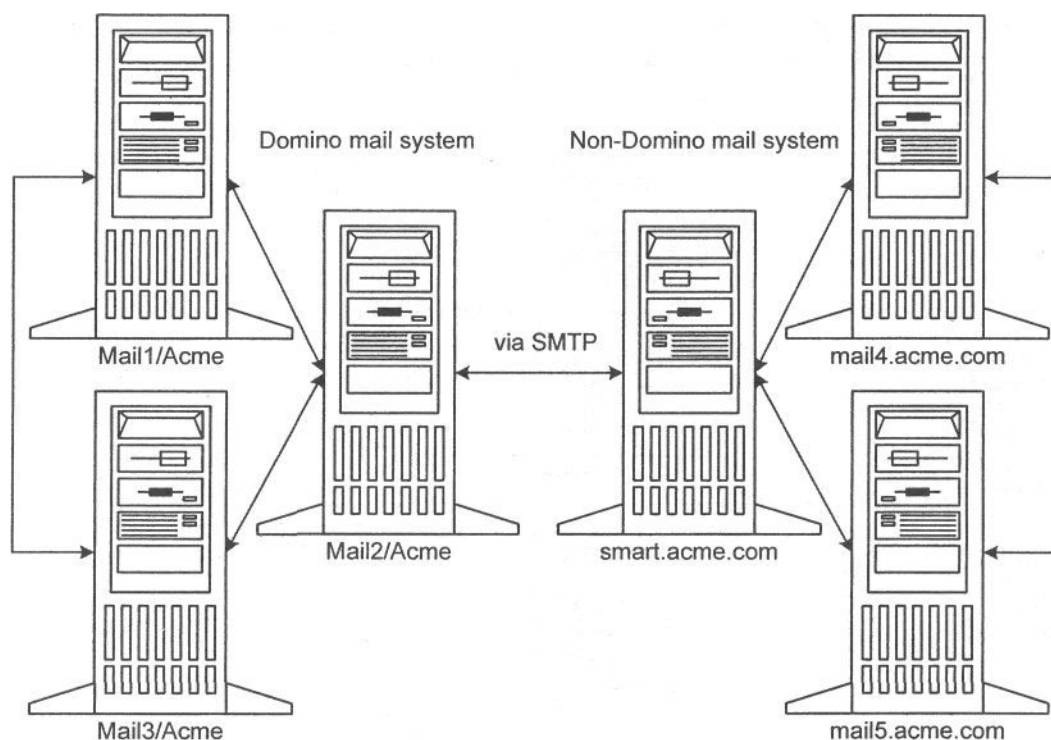 Domino mail system
Non-Domino mail system
Mail1/Acme
mail4.acme.com
via SMTP
Mail2/Acme
smart.acme.com
Mail3/Acme
mail5.acme.com